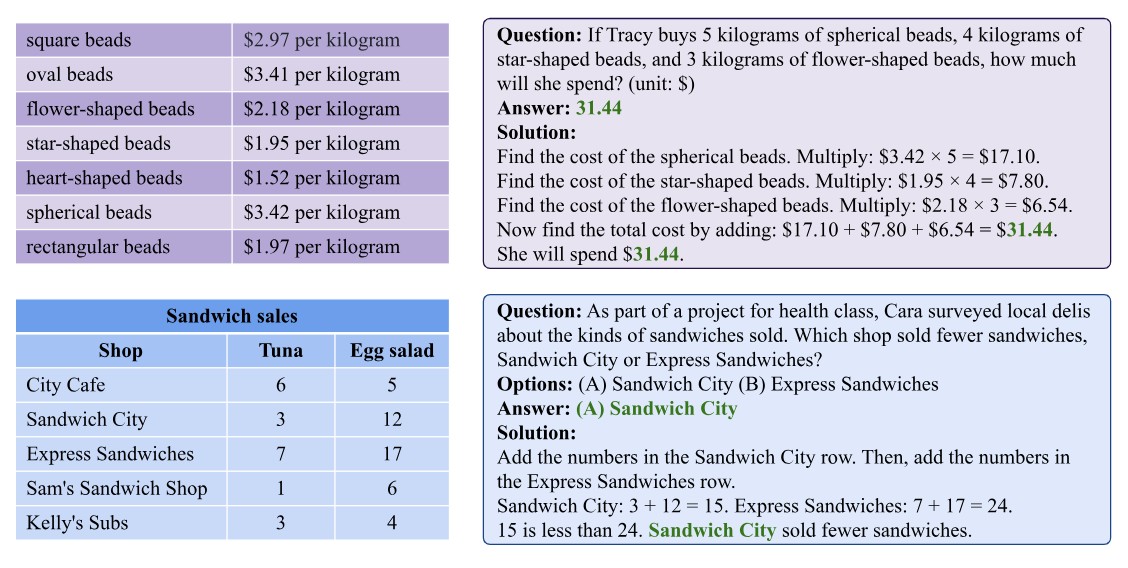 square beads $2.97 per kilogram
oval beads $3.41 per kilogram
flower-shaped beads $2.18 per kilogram
star-shaped beads $1.95 per kilogram
heart-shaped beads $1.52 per kilogram
spherical beads $3.42 per kilogram
rectangular beads $1.97 per kilogram
Question: If Tracy buys 5 kilograms of spherical beads, 4 kilograms of
star-shaped beads, and 3 kilograms of flower-shaped beads, how much
will she spend? (unit: $)
Answer: 31.44
Solution:
Find the cost of the spherical beads. Multiply: $3.42 × 5 = $17.10.
Find the cost of the star-shaped beads. Multiply: $1.95 × 4 = $7.80.
Find the cost of the flower-shaped beads. Multiply: $2.18 × 3 = $6.54.
Now find the total cost by adding: $17.10 + $7.80 + $6.54 = $31.44.
She will spend $31.44.
Sandwich sales
Shop Tuna Egg salad
City Cafe 6 5
Sandwich City 3 12
Express Sandwiches 7 17
Sam's Sandwich Shop 1 6
Kelly's Subs 3 4
Question: As part of a project for health class, Cara surveyed local delis
about the kinds of sandwiches sold. Which shop sold fewer sandwiches,
Sandwich City or Express Sandwiches?
Options: (A) Sandwich City (B) Express Sandwiches
Answer: (A) Sandwich City
Solution:
Add the numbers in the Sandwich City row. Then, add the numbers in
the Express Sandwiches row.
Sandwich City: 3 + 12 = 15. Express Sandwiches: 7 + 17 = 24.
15 is less than 24. Sandwich City sold fewer sandwiches.